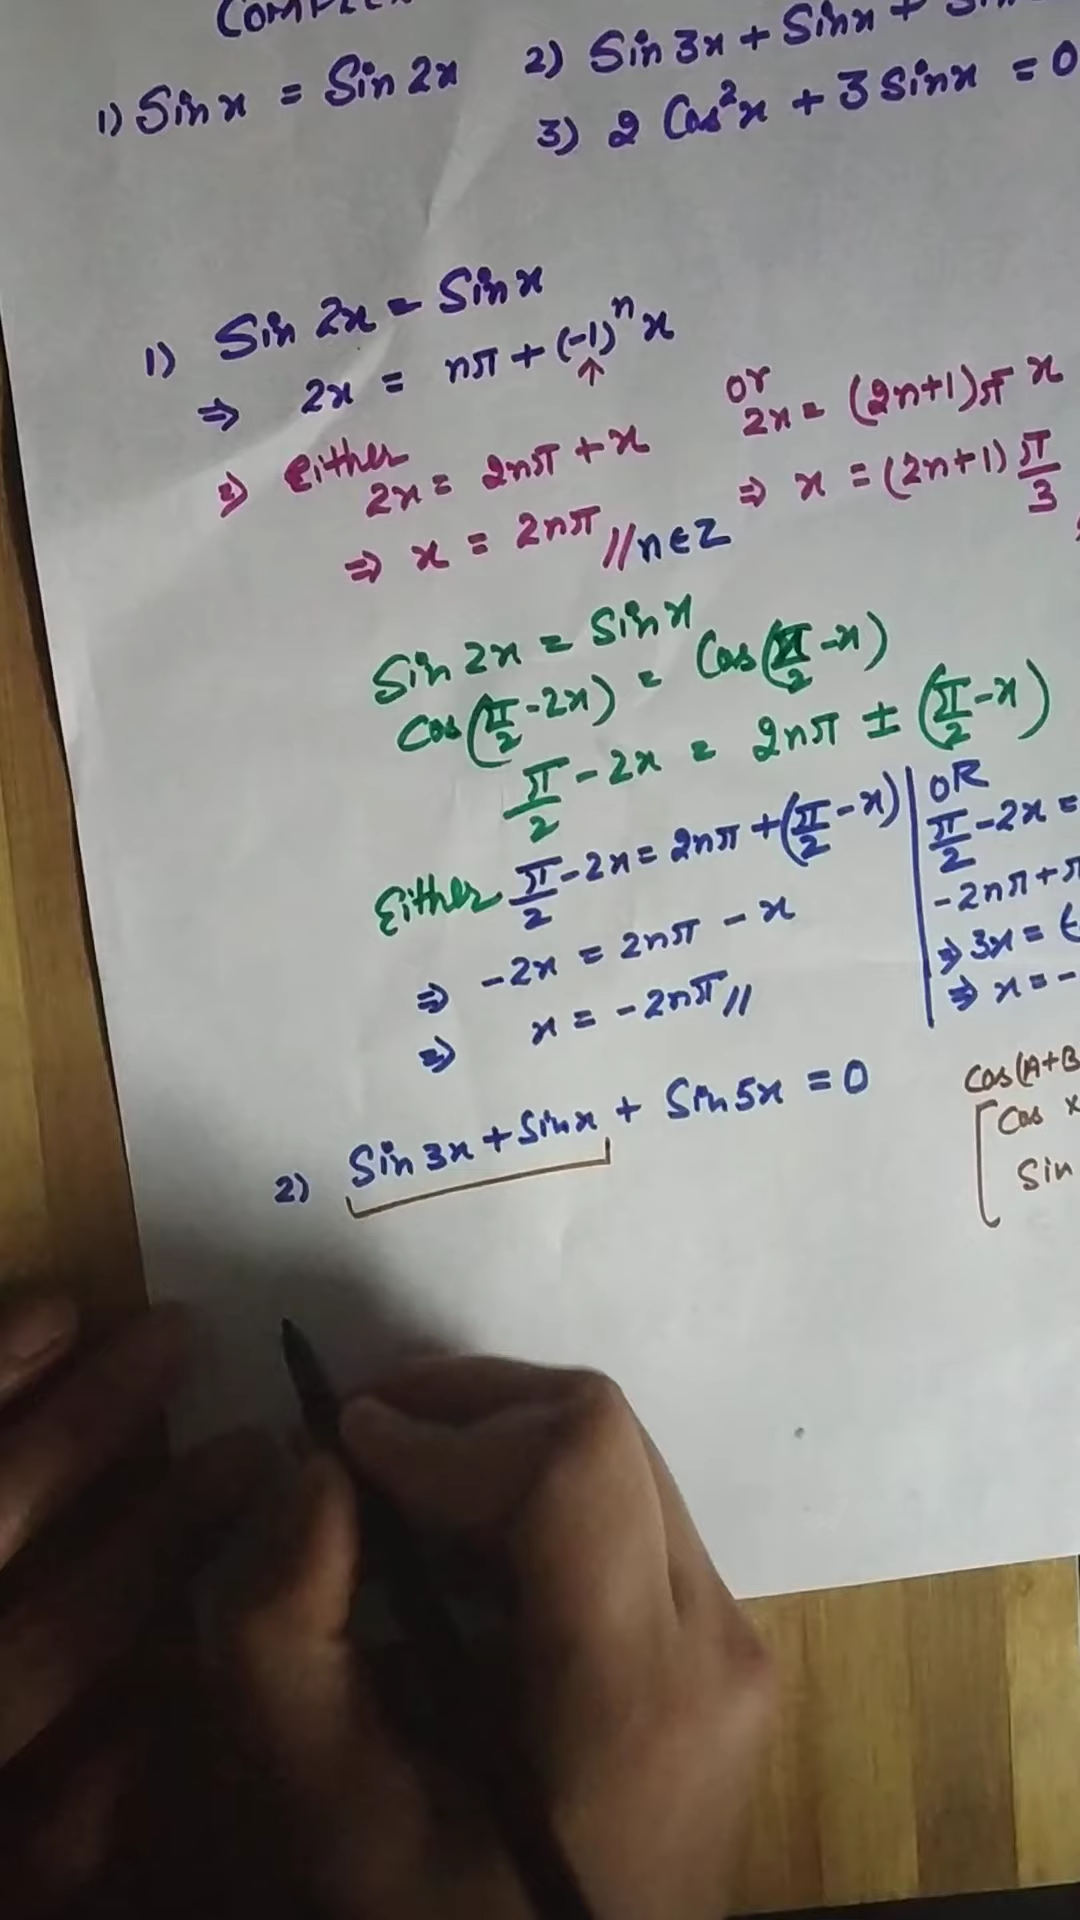 1) Sin x = Sin 2x
2) Sin 3x + Sin x +
3) 2 Cos²x + 3 Sin x = 0
1) Sin 2x = Sin x
⇒ 2x = nπ + (-1)ⁿ x
↑
⇒ Either 2x = 2nπ + x
or 2x = (2n+1)π - x
⇒ x = 2nπ // n ∈ Z
⇒ x = (2n+1) π/3
Sin 2x = Sin x
Cos(π/2 - 2x) = Cos(π/2 - x)
π/2 - 2x = 2nπ ± (π/2 - x)
Either π/2 - 2x = 2nπ + (π/2 - x)
⇒ -2x = 2nπ - x
⇒ x = -2nπ //
OR
π/2 - 2x =
-2nπ + π
⇒ 3x =
⇒ x = -
2) Sin 3x + Sin x + Sin 5x = 0
Cos(A+B
Cos x
Sin